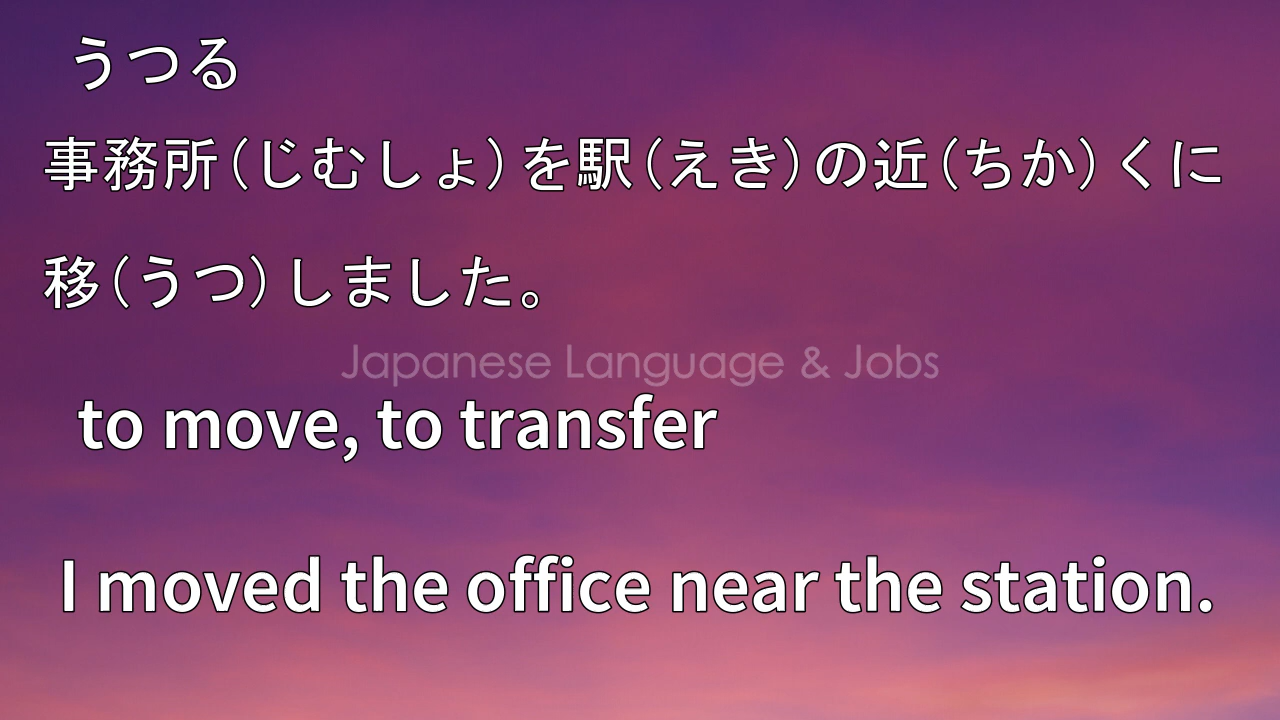 うつる
事務所（じむしょ）を駅（えき）の近（ちか）くに
移（うつ）しました。
Japanese Language & Jobs
to move, to transfer
I moved the office near the station.